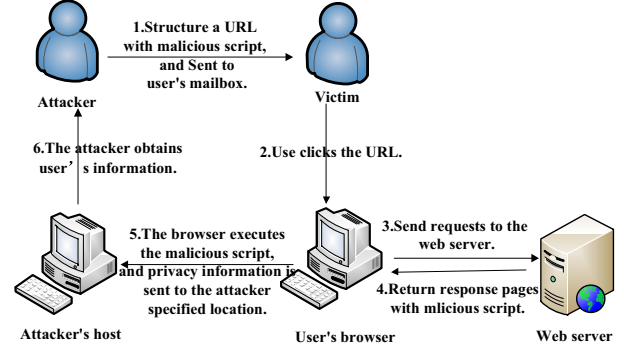 1.Structure a URL
with malicious script,
and Sent to
user's mailbox.
Attacker
Victim
6.The attacker obtains
user’s information.
2.Use clicks the URL.
5.The browser executes
the malicious script,
and privacy information is
sent to the attacker
specified location.
3.Send requests to the
web server.
4.Return response pages
with mlicious script.
Attacker's host
User's browser
Web server